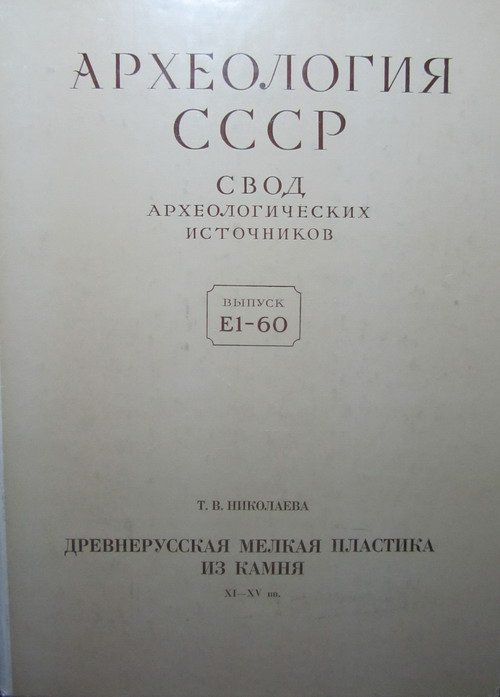 АРХЕОЛОГИЯ
СССР
СВОД
АРХЕОЛОГИЧЕСКИХ
ИСТОЧНИКОВ
ВЫПУСК
Е1-60
Т. В. НИКОЛАЕВА
ДРЕВНЕРУССКАЯ МЕЛКАЯ ПЛАСТИКА
ИЗ КАМНЯ
XI—XV вв.